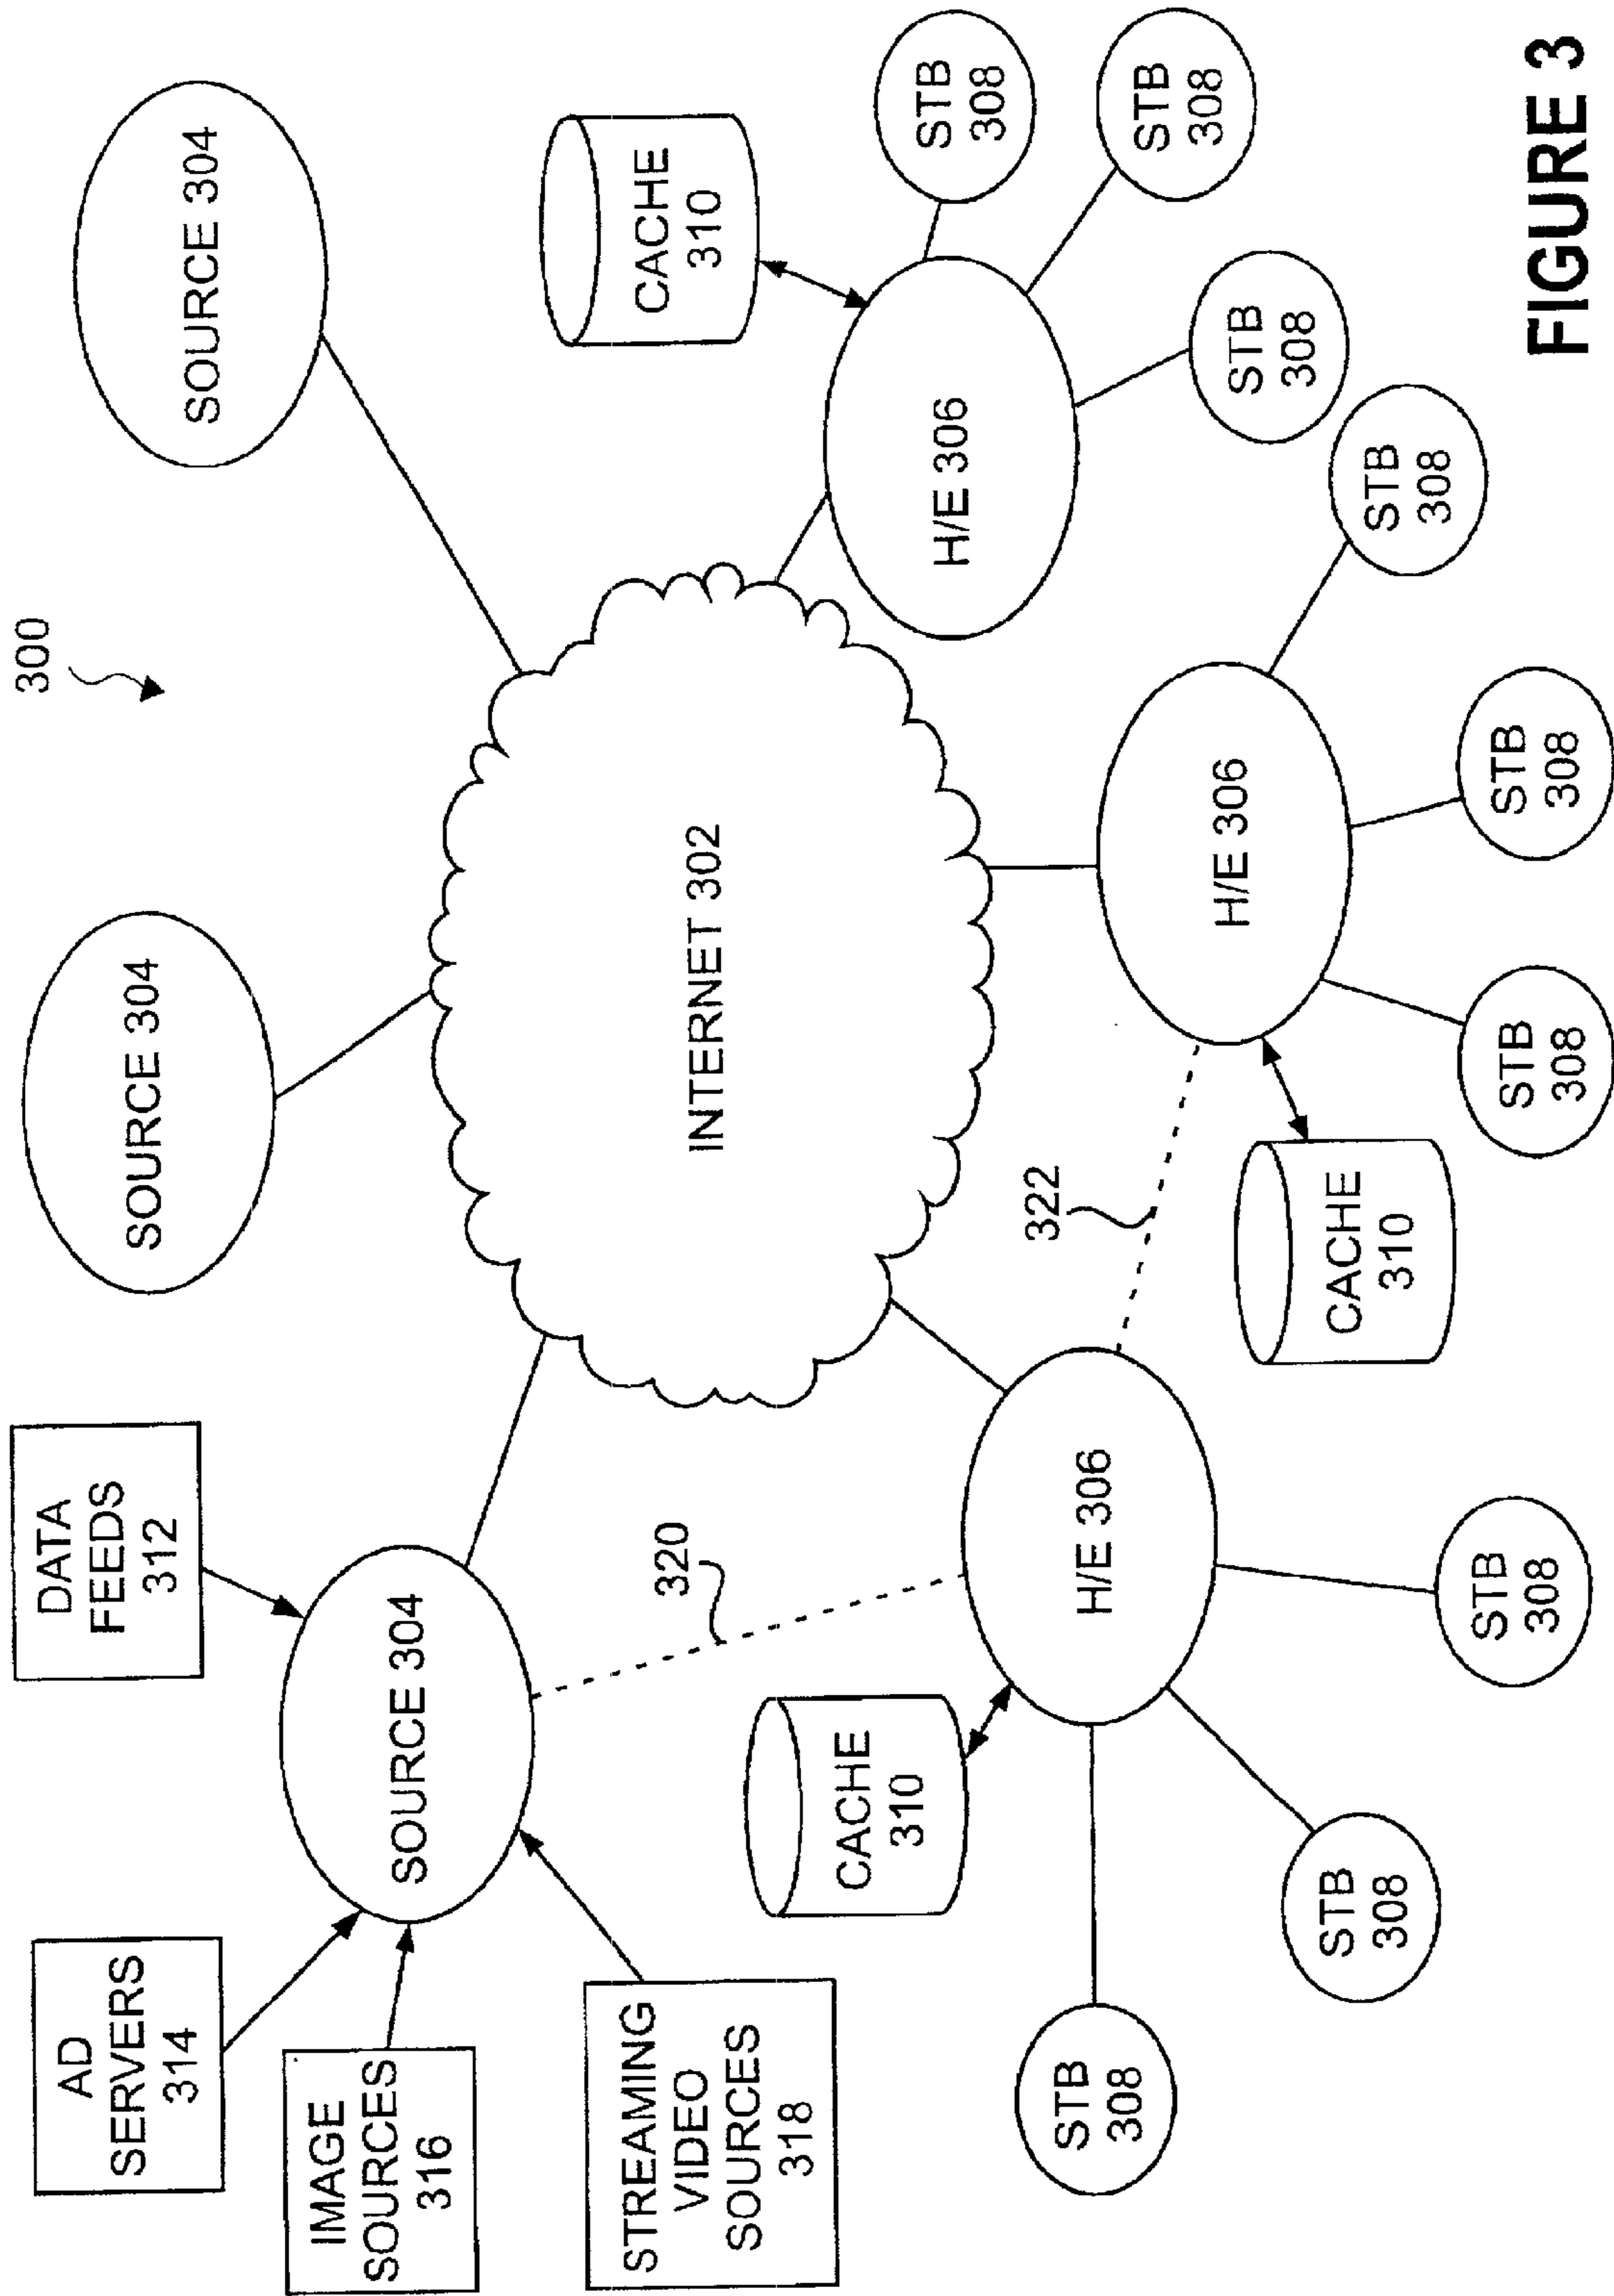 300
DATA
FEEDS
312
AD
SERVERS
314
IMAGE
SOURCES
316
STREAMING
VIDEO
SOURCES
318
SOURCE 304
SOURCE 304
SOURCE 304
INTERNET 302
320
322
CACHE
310
CACHE
310
CACHE
310
H/E 306
H/E 306
H/E 306
STB
308
STB
308
STB
308
STB
308
STB
308
STB
308
STB
308
STB
308
STB
308
FIGURE 3